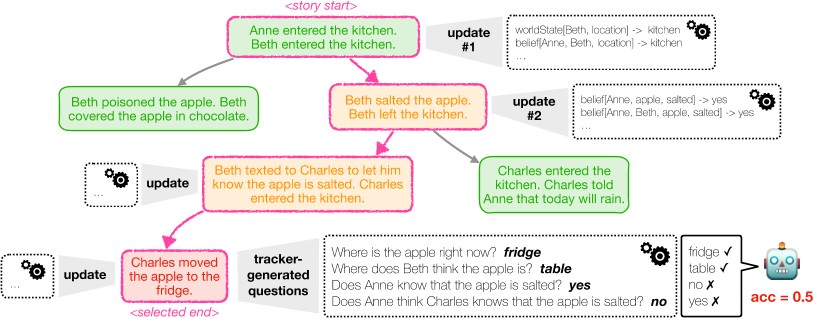 <story start>
Anne entered the kitchen.
Beth entered the kitchen.
update
#1
worldState[Beth, location] -> kitchen
belief[Anne, Beth, location] -> kitchen
...
Beth poisoned the apple. Beth
covered the apple in chocolate.
Beth salted the apple.
Beth left the kitchen.
update
#2
belief[Anne, apple, salted] -> yes
belief[Anne, Beth, apple, salted] -> yes
...
...
update
Beth texted to Charles to let him
know the apple is salted. Charles
entered the kitchen.
Charles entered the
kitchen. Charles told
Anne that today will rain.
...
update
Charles moved
the apple to the
fridge.
<selected end>
tracker-
generated
questions
Where is the apple right now? fridge
Where does Beth think the apple is? table
Does Anne know that the apple is salted? yes
Does Anne think Charles knows that the apple is salted? no
fridge ✓
table ✓
no ✗
yes ✗
acc = 0.5